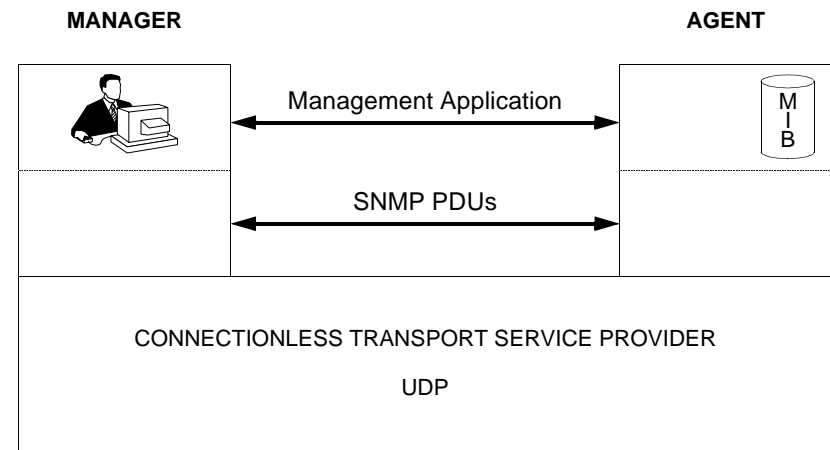 MANAGER
AGENT
Management Application
M
I
B
SNMP PDUs
CONNECTIONLESS TRANSPORT SERVICE PROVIDER
UDP